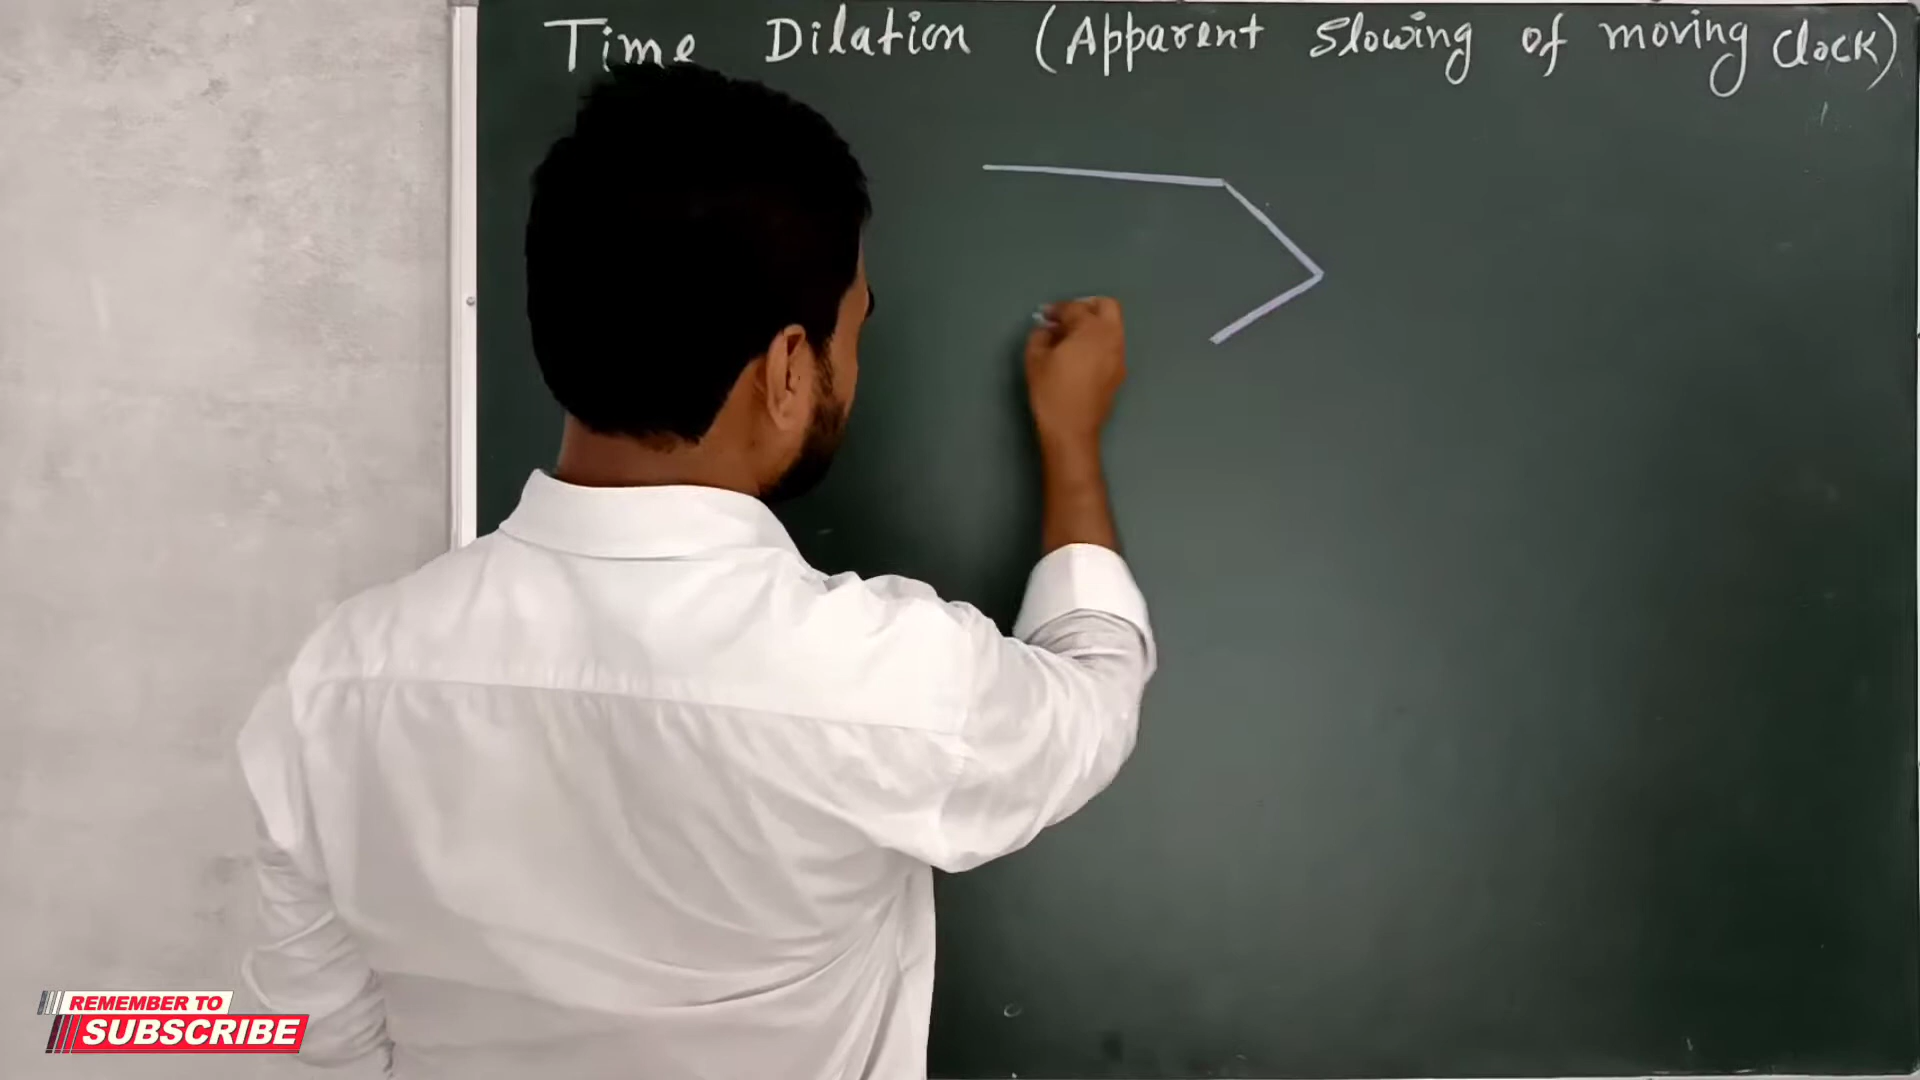 Time Dilation (Apparent slowing of moving clock)
REMEMBER TO
SUBSCRIBE